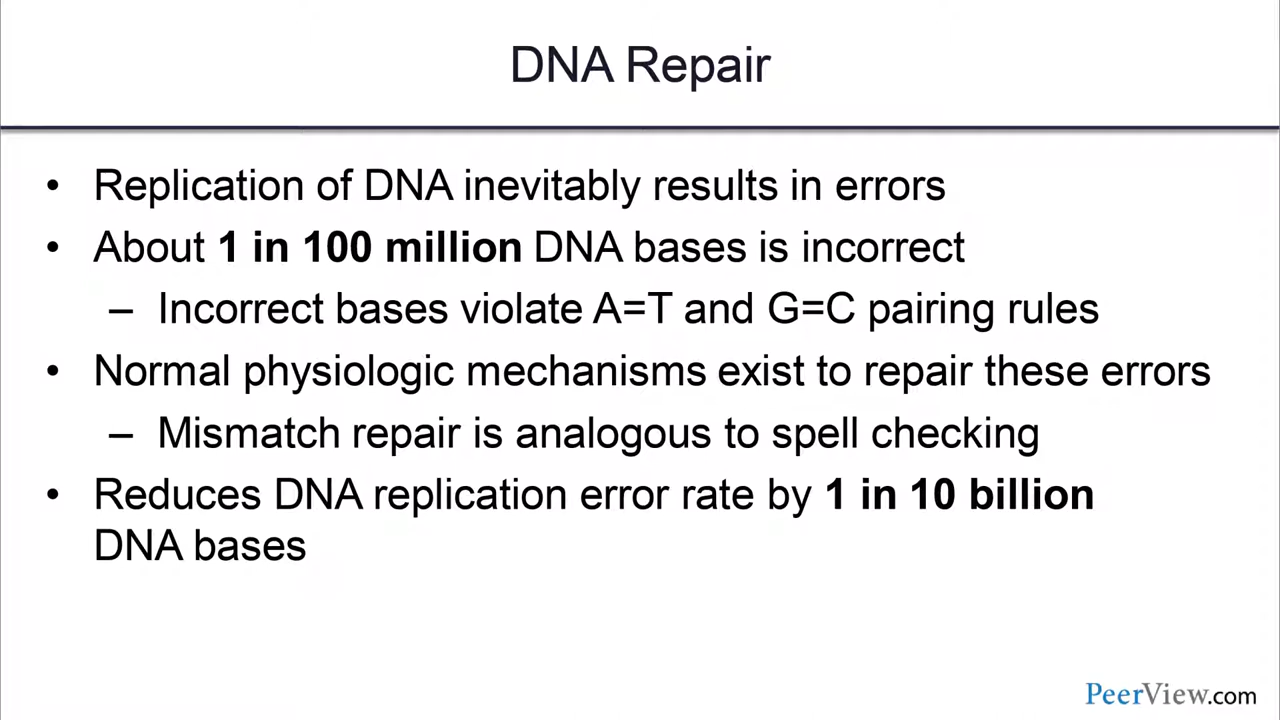 DNA Repair
• Replication of DNA inevitably results in errors
• About 1 in 100 million DNA bases is incorrect
– Incorrect bases violate A=T and G=C pairing rules
• Normal physiologic mechanisms exist to repair these errors
– Mismatch repair is analogous to spell checking
• Reduces DNA replication error rate by 1 in 10 billion
DNA bases
PeerView.com